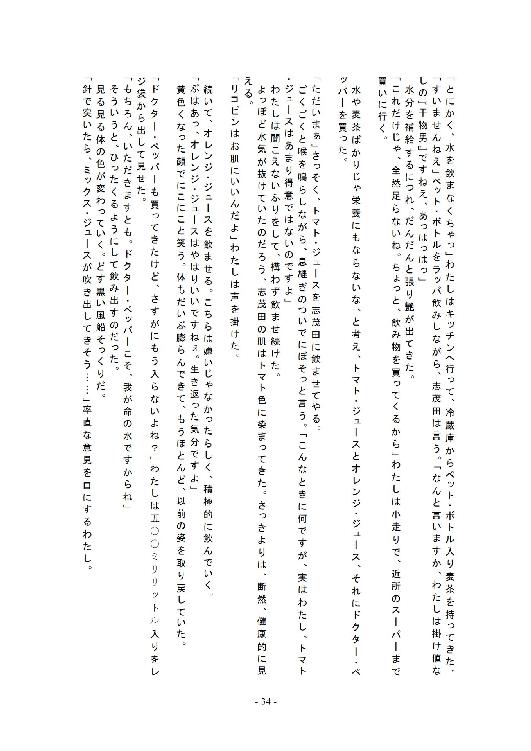 「とにかく、水を飲まなくちゃっ」わたしはキッチンへ行って、冷蔵庫からペット・ボトル入り麦茶を持ってきた。
「すいませんねえ」ペット・ボトルをラッパ飲みしながら、志茂田は言う。「なんと言いますか、わたしは掛け値な
しの「干物男」ですねえ、あっはっはっ」
水分を補給するにつれ、だんだんと張り艶が出てきた。
「これだけじゃ、全然足らないね。ちょっと、飲み物を買ってくるから」わたしは小走りで、近所のスーパーまで
買いに行く。
水や麦茶ばかりじゃ栄養にもならないな、と考え、トマト・ジュースとオレンジ・ジュース、それにドクター・ペ
ッパーを買った。
「ただいまぁ」さっそく、トマト・ジュースを志茂田に飲ませてやる。
ごくごくと喉を鳴らしながら、息継ぎのついでにぼそっと言う。「こんなときに何ですが、実はわたし、トマト
・ジュースはあまり得意ではないのですよ」
わたしは聞こえないふりをして、構わず飲ませ続けた。
よっぽど水気が抜けていたのだろう、志茂田の肌はトマト色に染まってきた。さっきよりは、断然、健康的に見
える。
「リコピンはお肌にいいんだよ」わたしは声を掛けた。
続いて、オレンジ・ジュースを飲ませる。こちらは嫌いじゃなかったらしく、積極的に飲んでいく。
「ぷはあっ、オレンジ・ジュースはやはりいいですねえ。生き返った気分ですよ」
黄色くなった顔でにこにこと笑う。体もだいぶ膨らんできて、もうほとんど、以前の姿を取り戻していた。
「ドクター・ペッパーも買ってきたけど、さすがにもう入らないよね？」わたしは五〇〇ミリリットル入りをレ
ジ袋から出して見せた。
「もちろん、いただきますとも。ドクター・ペッパーこそ、我が命の水ですからね」
そういうと、ひったくるようにして飲み出すのだった。
見る見る体の色が変わっていく。どす黒い風船そっくりだ。
「針で突いたら、ミックス・ジュースが吹き出してきそう……」率直な意見を口にするわたし。
- 34 -